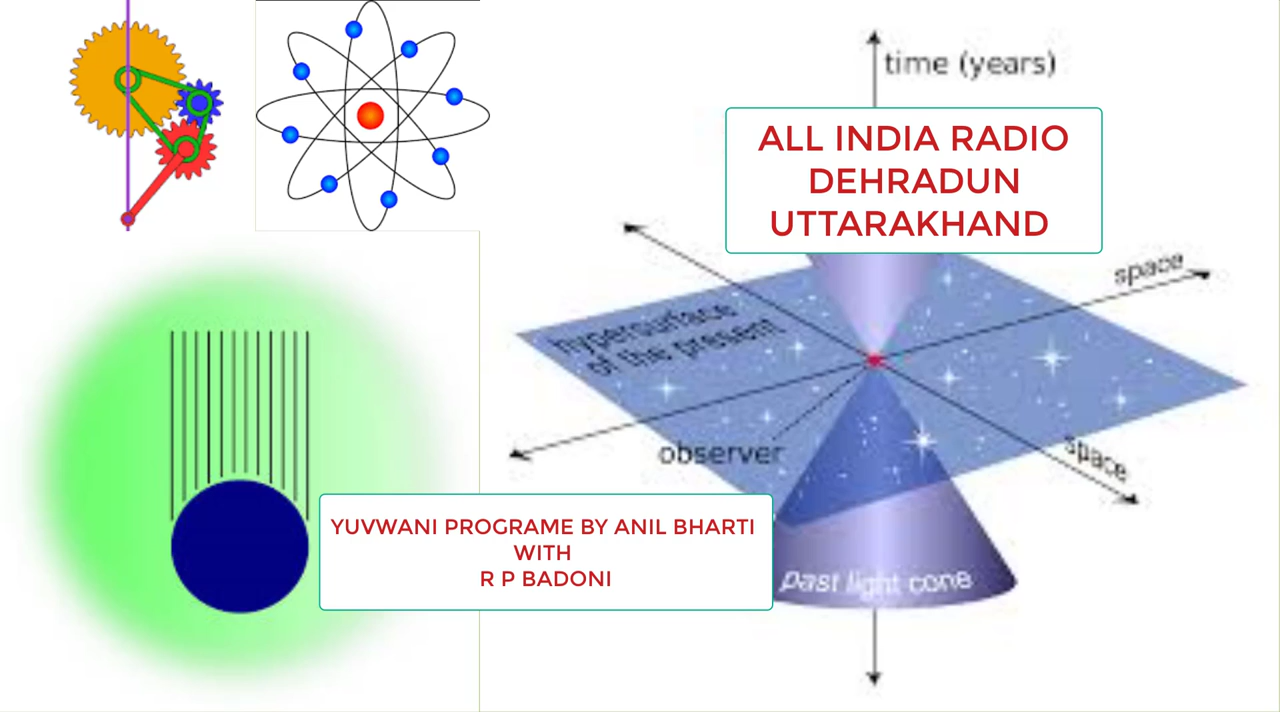 time (years)
ALL INDIA RADIO
DEHRADUN
UTTARAKHAND
space
hypersurface
of the present
observer
space
YUVWANI PROGRAME BY ANIL BHARTI
WITH
R P BADONI
past light cone